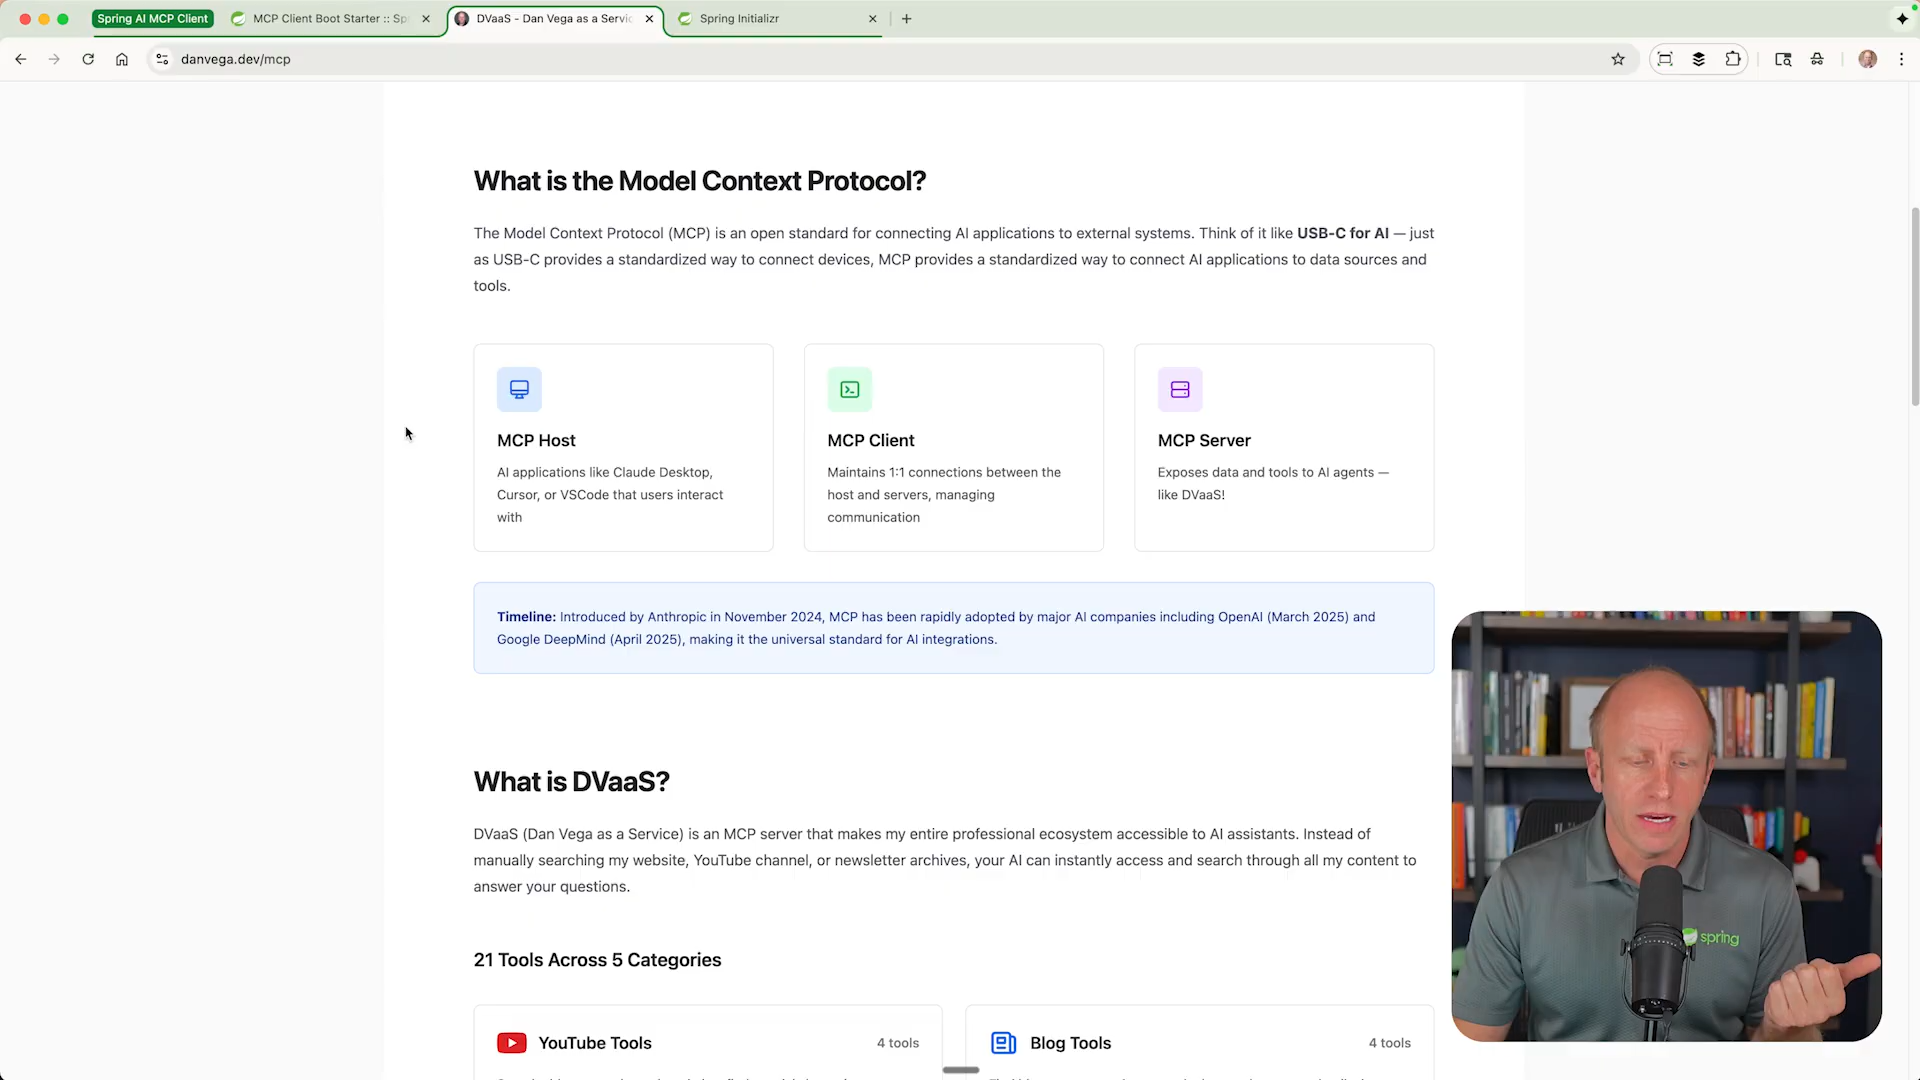 Spring AI MCP Client
MCP Client Boot Starter :: Sp
DVaaS - Dan Vega as a Servic
Spring Initializr
danvega.dev/mcp
What is the Model Context Protocol?
The Model Context Protocol (MCP) is an open standard for connecting AI applications to external systems. Think of it like USB-C for AI — just
as USB-C provides a standardized way to connect devices, MCP provides a standardized way to connect AI applications to data sources and
tools.
MCP Host
AI applications like Claude Desktop,
Cursor, or VSCode that users interact
with
MCP Client
Maintains 1:1 connections between the
host and servers, managing
communication
MCP Server
Exposes data and tools to AI agents —
like DVaaS!
Timeline: Introduced by Anthropic in November 2024, MCP has been rapidly adopted by major AI companies including OpenAI (March 2025) and
Google DeepMind (April 2025), making it the universal standard for AI integrations.
What is DVaaS?
DVaaS (Dan Vega as a Service) is an MCP server that makes my entire professional ecosystem accessible to AI assistants. Instead of
manually searching my website, YouTube channel, or newsletter archives, your AI can instantly access and search through all my content to
answer your questions.
21 Tools Across 5 Categories
YouTube Tools
4 tools
Blog Tools
4 tools
spring